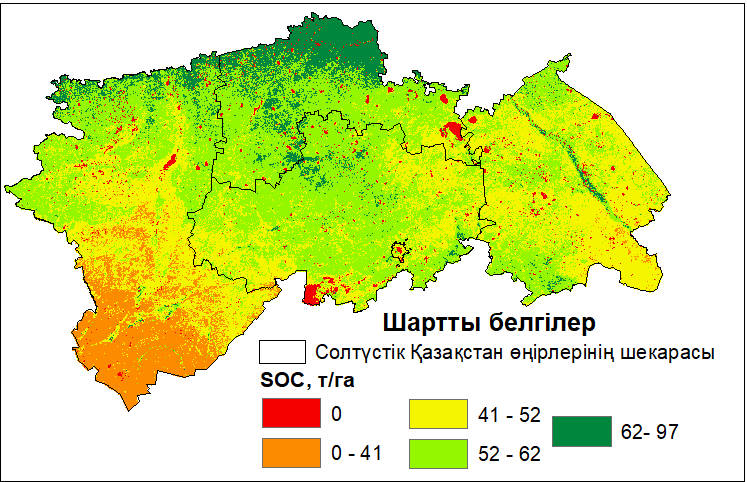 Шартты белгілер
Солтүстік Қазақстан өңірлерінің шекарасы
SOC, т/га
0
0 - 41
41 - 52
52 - 62
62- 97